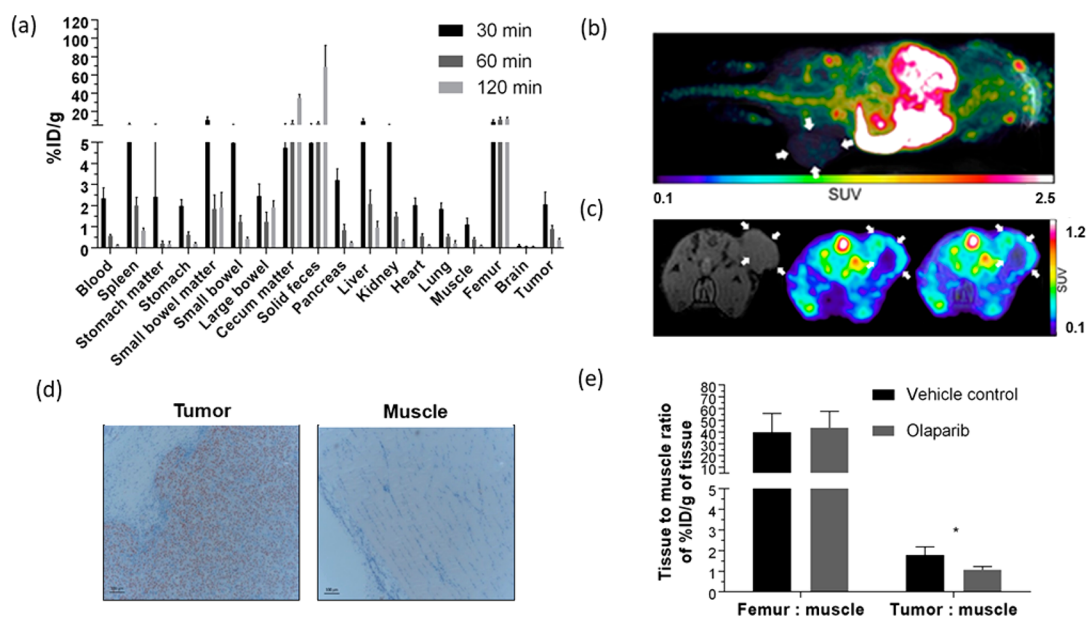 (a)
120
100
80
60
40
20
5
4
3
2
1
0
%ID/g
30 min
60 min
120 min
Blood
Spleen
Stomach matter
Stomach
Small bowel matter
Small bowel
Large bowel
Cecum matter
Solid feces
Pancreas
Liver
Kidney
Heart
Lung
Muscle
Femur
Brain
Tumor
(b)
0.1
SUV
2.5
(c)
1.2
SUV
0.1
(d)
Tumor
Muscle
(e)
Tissue to muscle ratio
of %ID/g of tissue
80
70
60
50
40
30
20
10
5
4
3
2
1
0
Vehicle control
Olaparib
*
Femur : muscle
Tumor : muscle